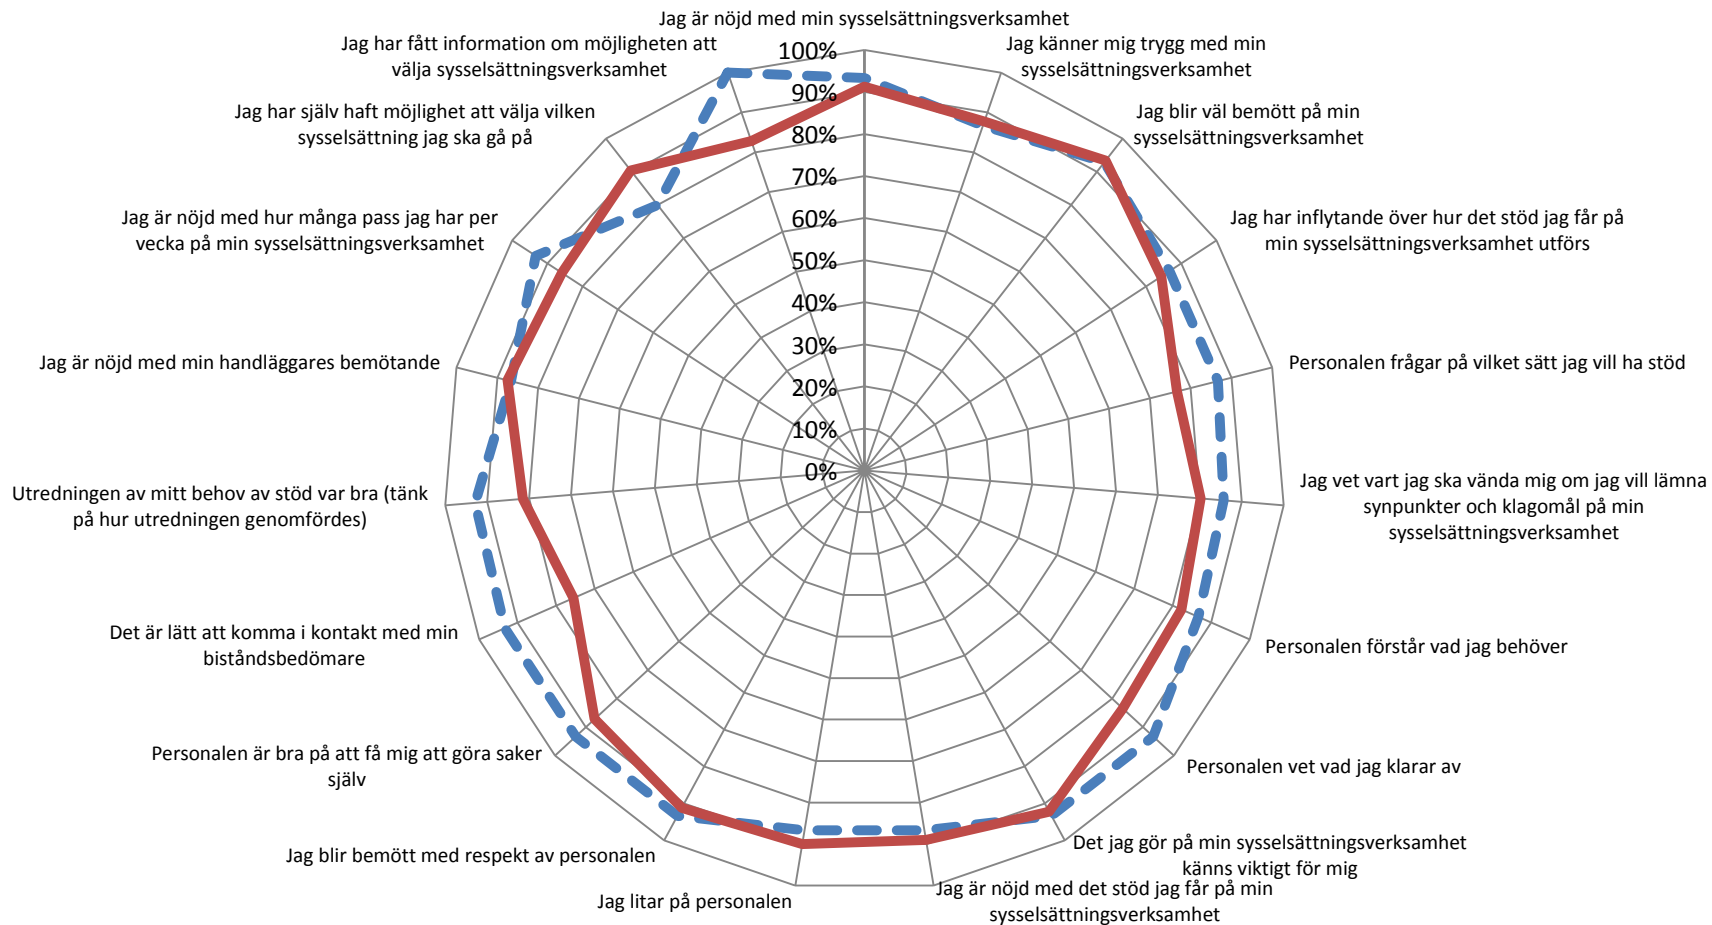 Jag är nöjd med min sysselsättningsverksamhet
Jag känner mig trygg med min
sysselsättningsverksamhet
Jag blir väl bemött på min
sysselsättningsverksamhet
Jag har inflytande över hur det stöd jag får på
min sysselsättningsverksamhet utförs
Personalen frågar på vilket sätt jag vill ha stöd
Jag vet vart jag ska vända mig om jag vill lämna
synpunkter och klagomål på min
sysselsättningsverksamhet
Personalen förstår vad jag behöver
Personalen vet vad jag klarar av
Det jag gör på min sysselsättningsverksamhet
känns viktigt för mig
Jag är nöjd med det stöd jag får på min
sysselsättningsverksamhet
Jag litar på personalen
Jag blir bemött med respekt av personalen
Personalen är bra på att få mig att göra saker
själv
Det är lätt att komma i kontakt med min
biståndsbedömare
Utredningen av mitt behov av stöd var bra (tänk
på hur utredningen genomfördes)
Jag är nöjd med min handläggares bemötande
Jag är nöjd med hur många pass jag har per
vecka på min sysselsättningsverksamhet
Jag har själv haft möjlighet att välja vilken
sysselsättning jag ska gå på
Jag har fått information om möjligheten att
välja sysselsättningsverksamhet
100%
90%
80%
70%
60%
50%
40%
30%
20%
10%
0%